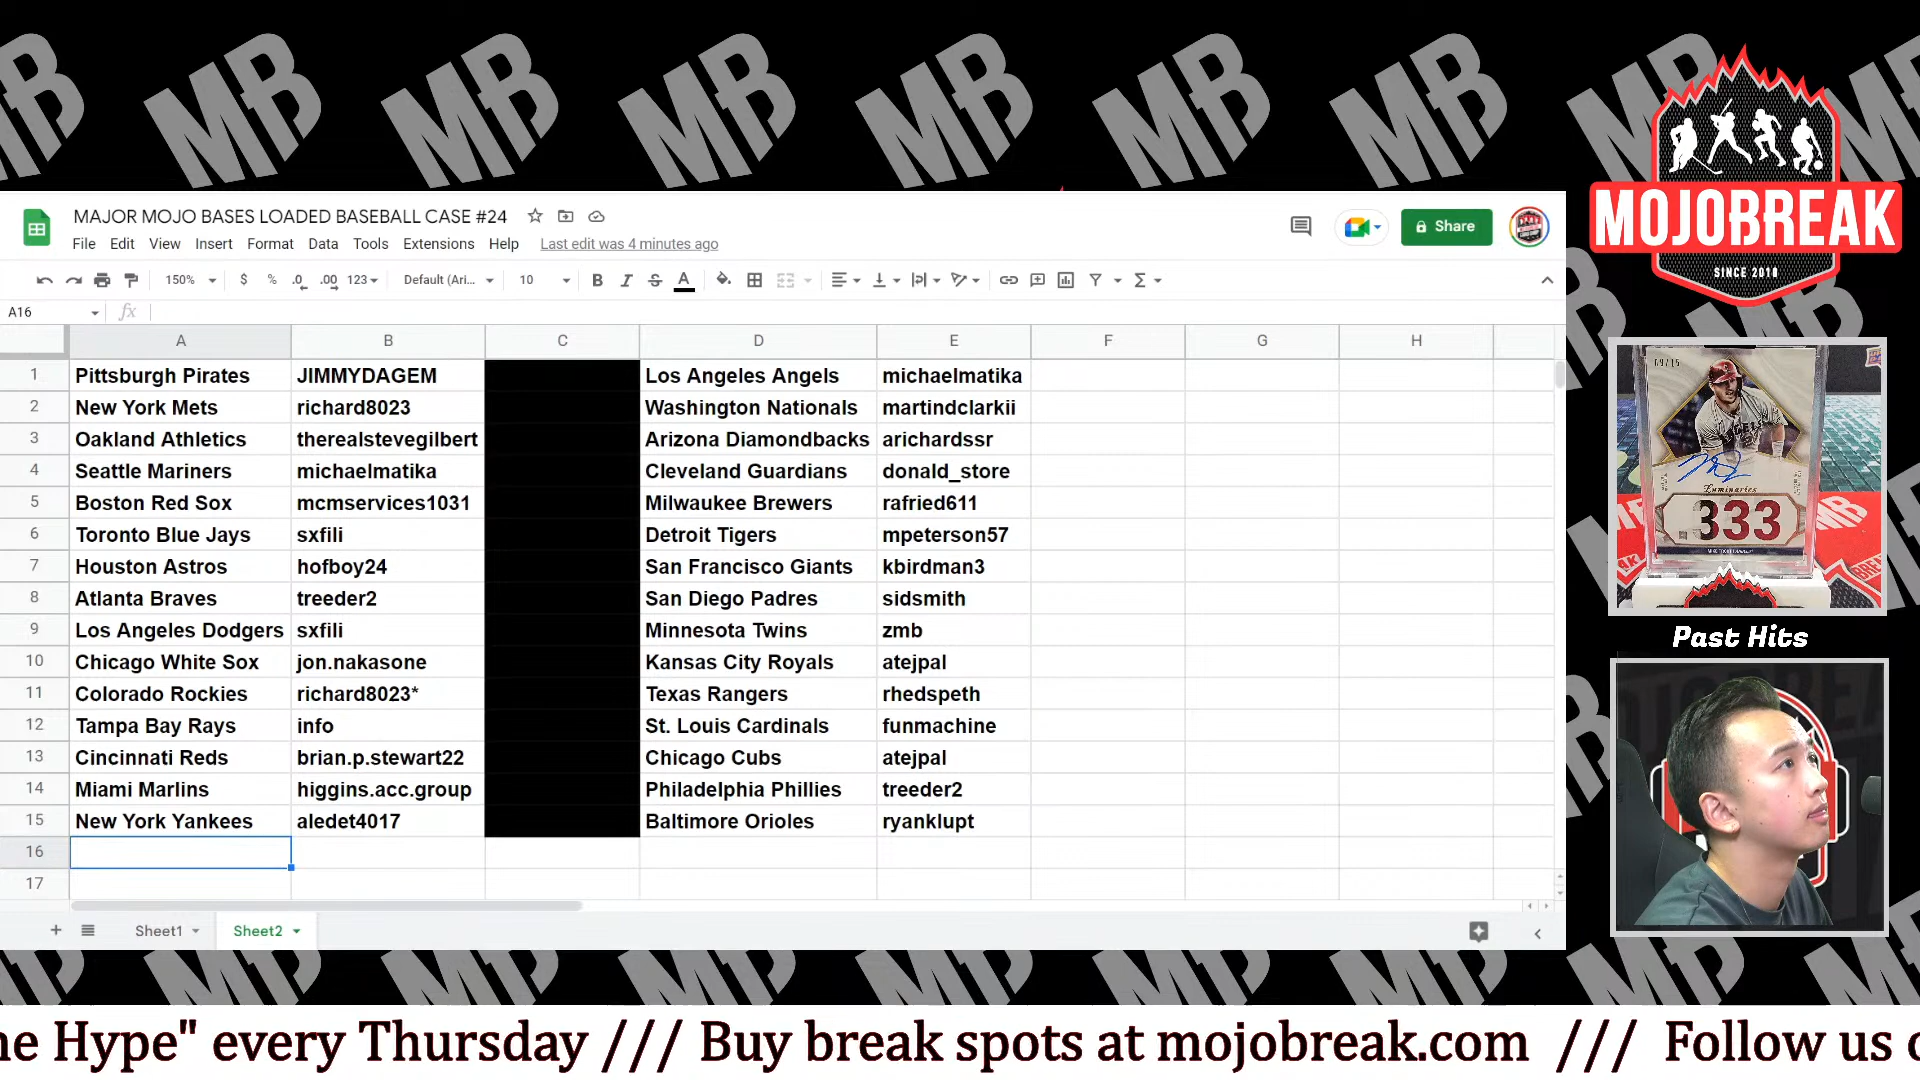 MAJOR MOJO BASES LOADED BASEBALL CASE #24
File Edit View Insert Format Data Tools Extensions Help Last edit was 4 minutes ago
Share
150% $ % .0 .00 123 Default (Ari... 10 B I S A
A16 fx
A B C D E F G H
1 Pittsburgh Pirates JIMMYDAGEM Los Angeles Angels michaelmatika
2 New York Mets richard8023 Washington Nationals martindclarkii
3 Oakland Athletics therealstevegilbert Arizona Diamondbacks arichardssr
4 Seattle Mariners michaelmatika Cleveland Guardians donald_store
5 Boston Red Sox mcmservices1031 Milwaukee Brewers rafried611
6 Toronto Blue Jays sxfili Detroit Tigers mpeterson57
7 Houston Astros hofboy24 San Francisco Giants kbirdman3
8 Atlanta Braves treeder2 San Diego Padres sidsmith
9 Los Angeles Dodgers sxfili Minnesota Twins zmb
10 Chicago White Sox jon.nakasone Kansas City Royals atejpal
11 Colorado Rockies richard8023* Texas Rangers rhedspeth
12 Tampa Bay Rays info St. Louis Cardinals funmachine
13 Cincinnati Reds brian.p.stewart22 Chicago Cubs atejpal
14 Miami Marlins higgins.acc.group Philadelphia Phillies treeder2
15 New York Yankees aledet4017 Baltimore Orioles ryanklupt
16
17
Sheet1 Sheet2
MOJOBREAK
SINCE 2010
Luminaries
333
Past Hits
ne Hype" every Thursday /// Buy break spots at mojobreak.com /// Follow us o